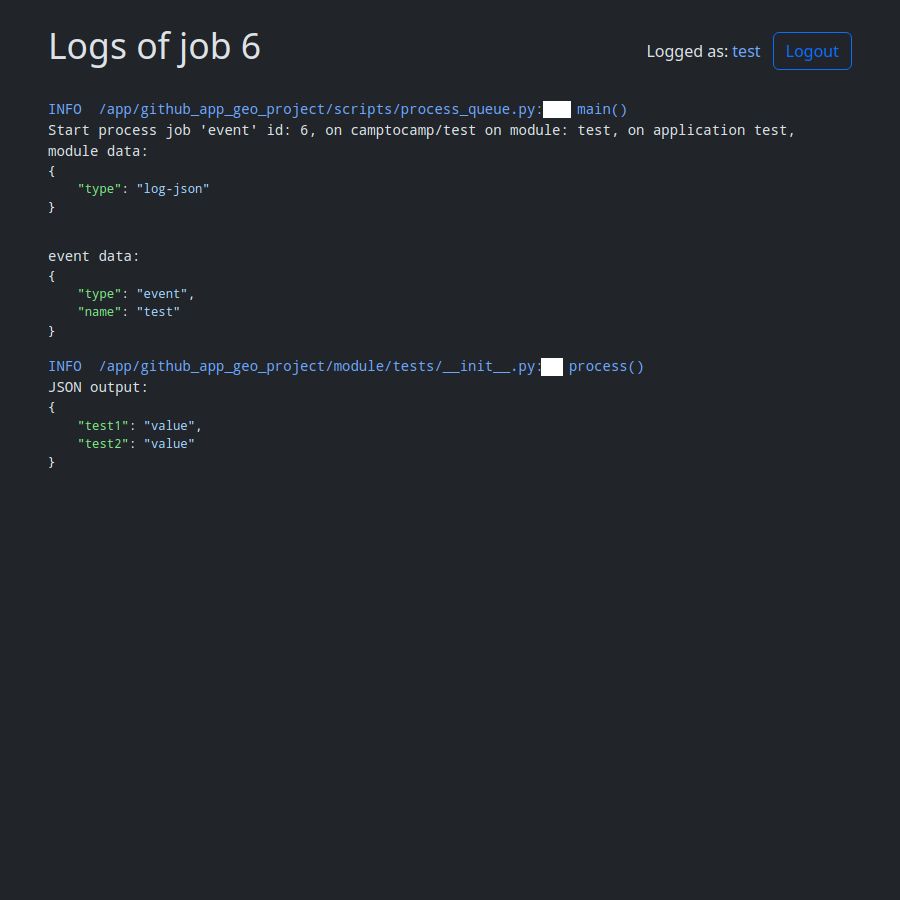 Logs of job 6
Logged as: test Logout
INFO  /app/github_app_geo_project/scripts/process_queue.py: main()
Start process job 'event' id: 6, on camptocamp/test on module: test, on application test,
module data:
{
    "type": "log-json"
}
event data:
{
    "type": "event",
    "name": "test"
}
INFO  /app/github_app_geo_project/module/tests/__init__.py: process()
JSON output:
{
    "test1": "value",
    "test2": "value"
}